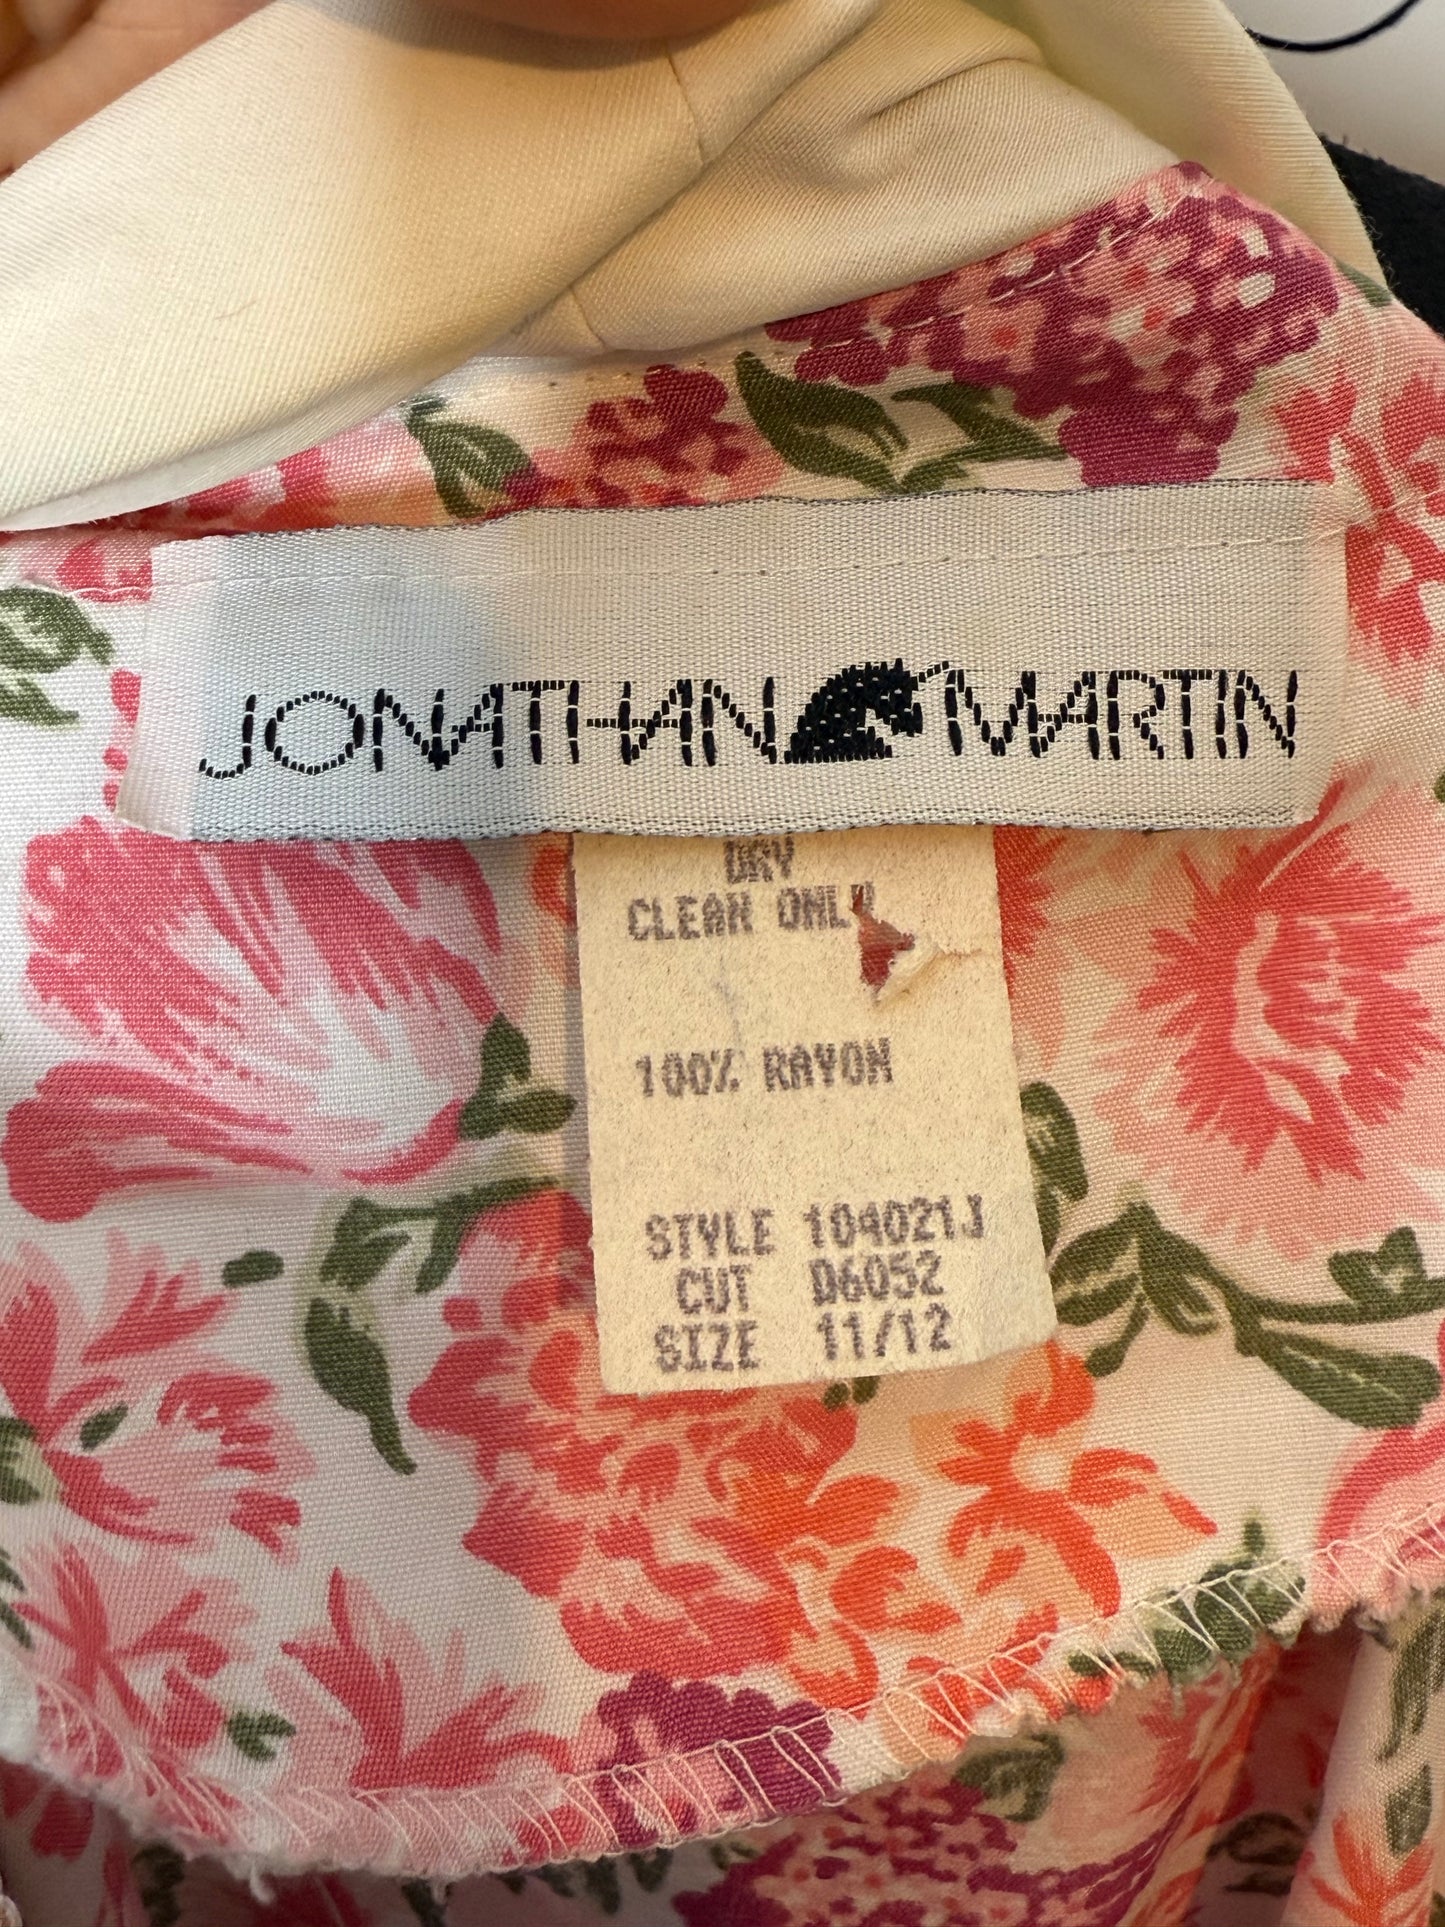 JONATHAN MARTIN
DRY
CLEAN ONLY
100% RAYON
STYLE 104021J
CUT D6052
SIZE 11/12